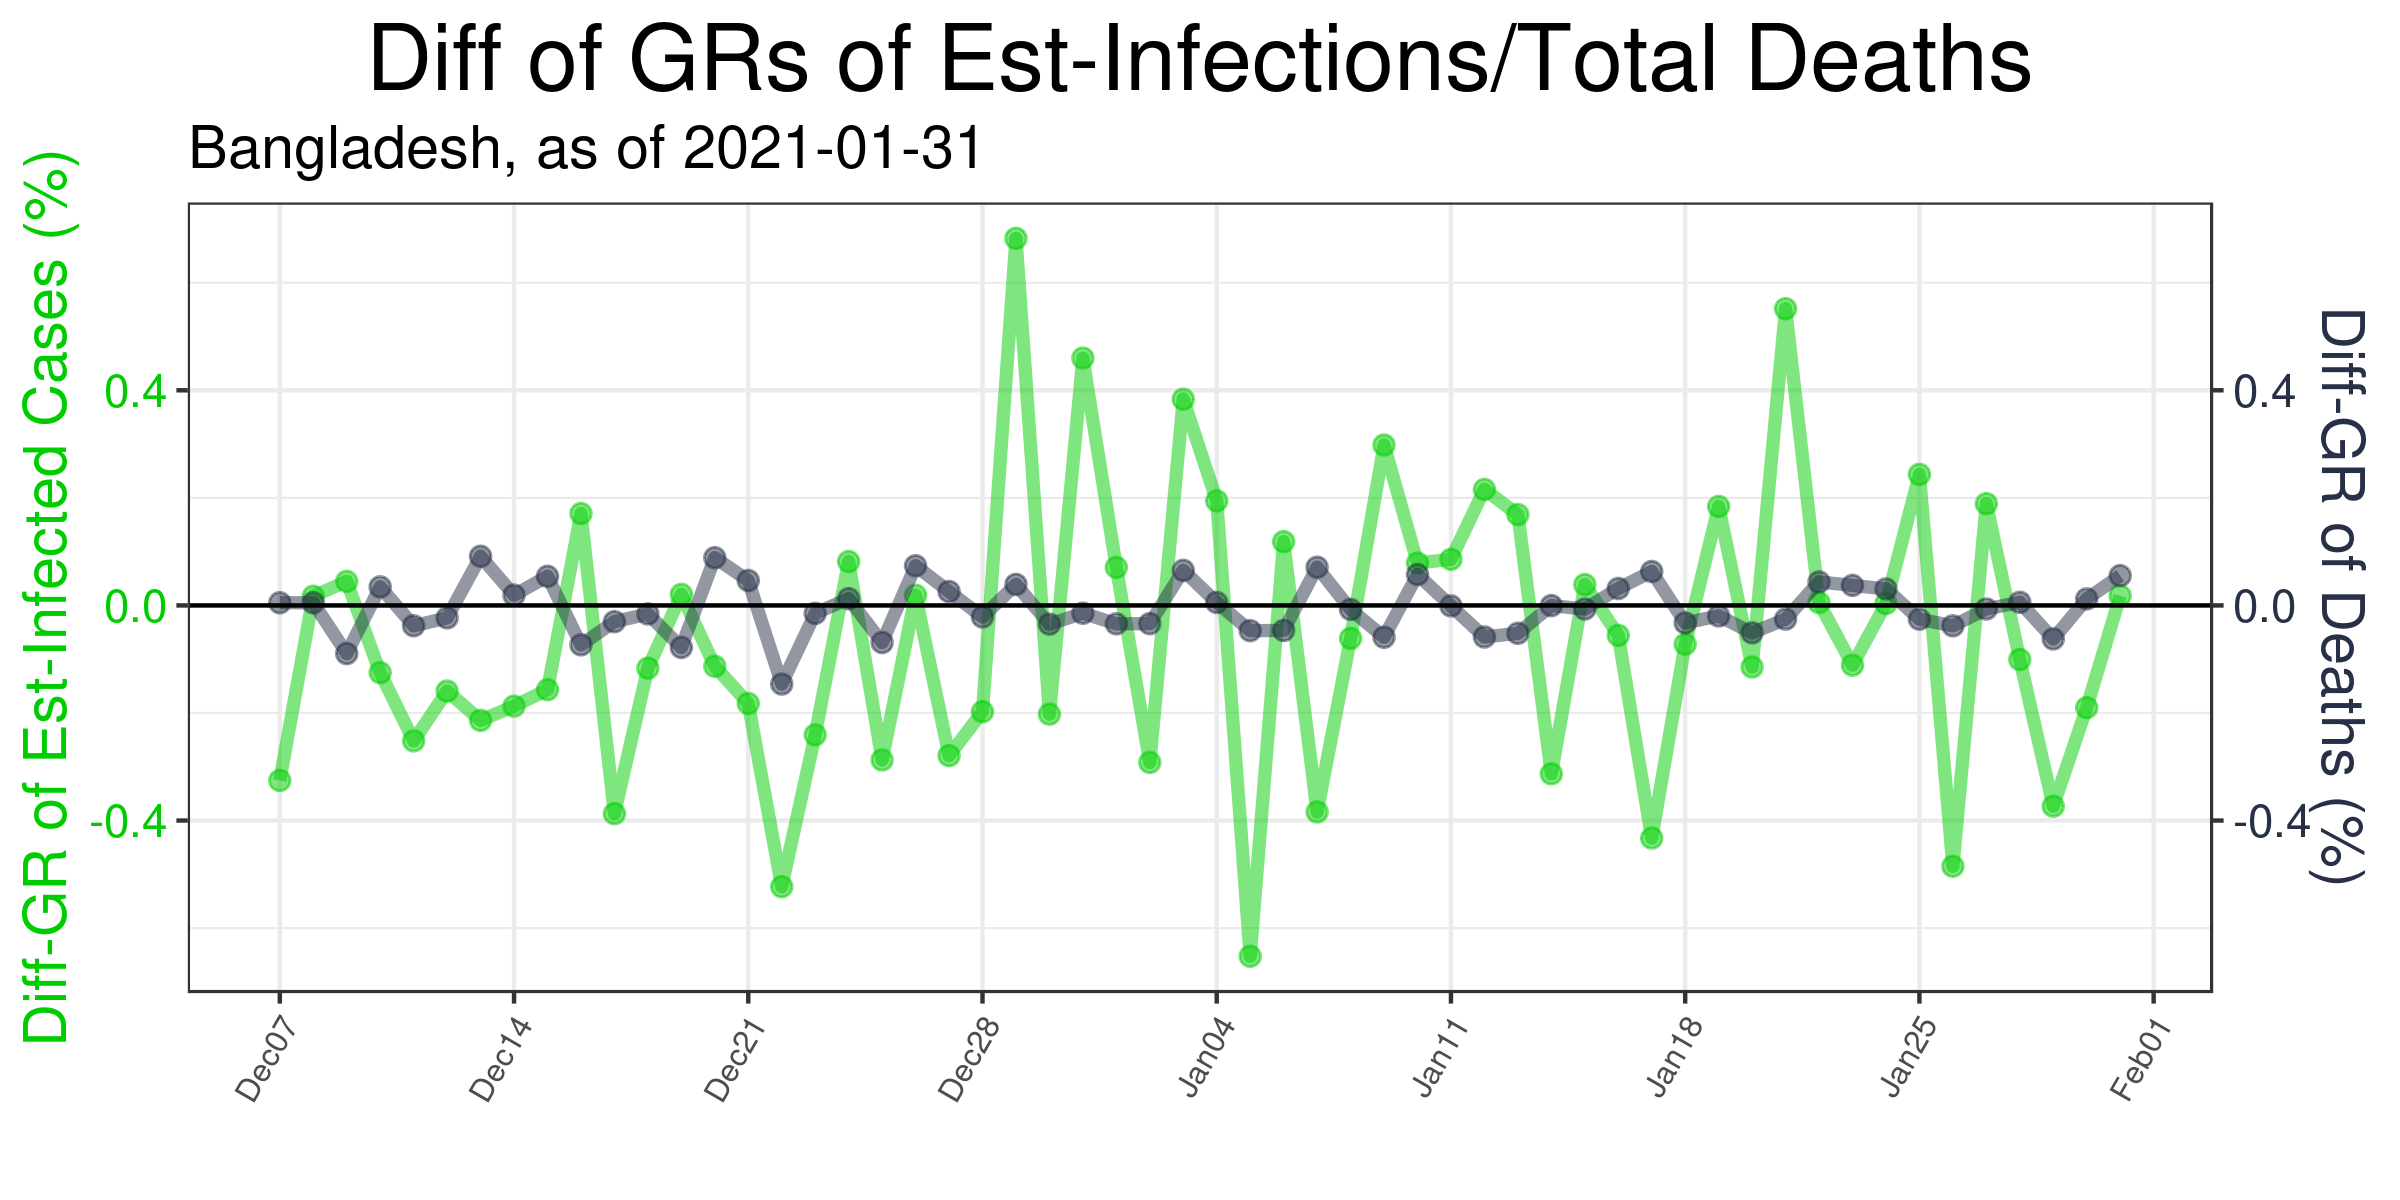 Diff of GRs of Est-Infections/Total Deaths
Bangladesh, as of 2021-01-31
Diff-GR of Est-Infected Cases (%)
0.4
0.0
-0.4
0.4
0.0
-0.4
Diff-GR of Deaths (%)
Dec07
Dec14
Dec21
Dec28
Jan04
Jan11
Jan18
Jan25
Feb01